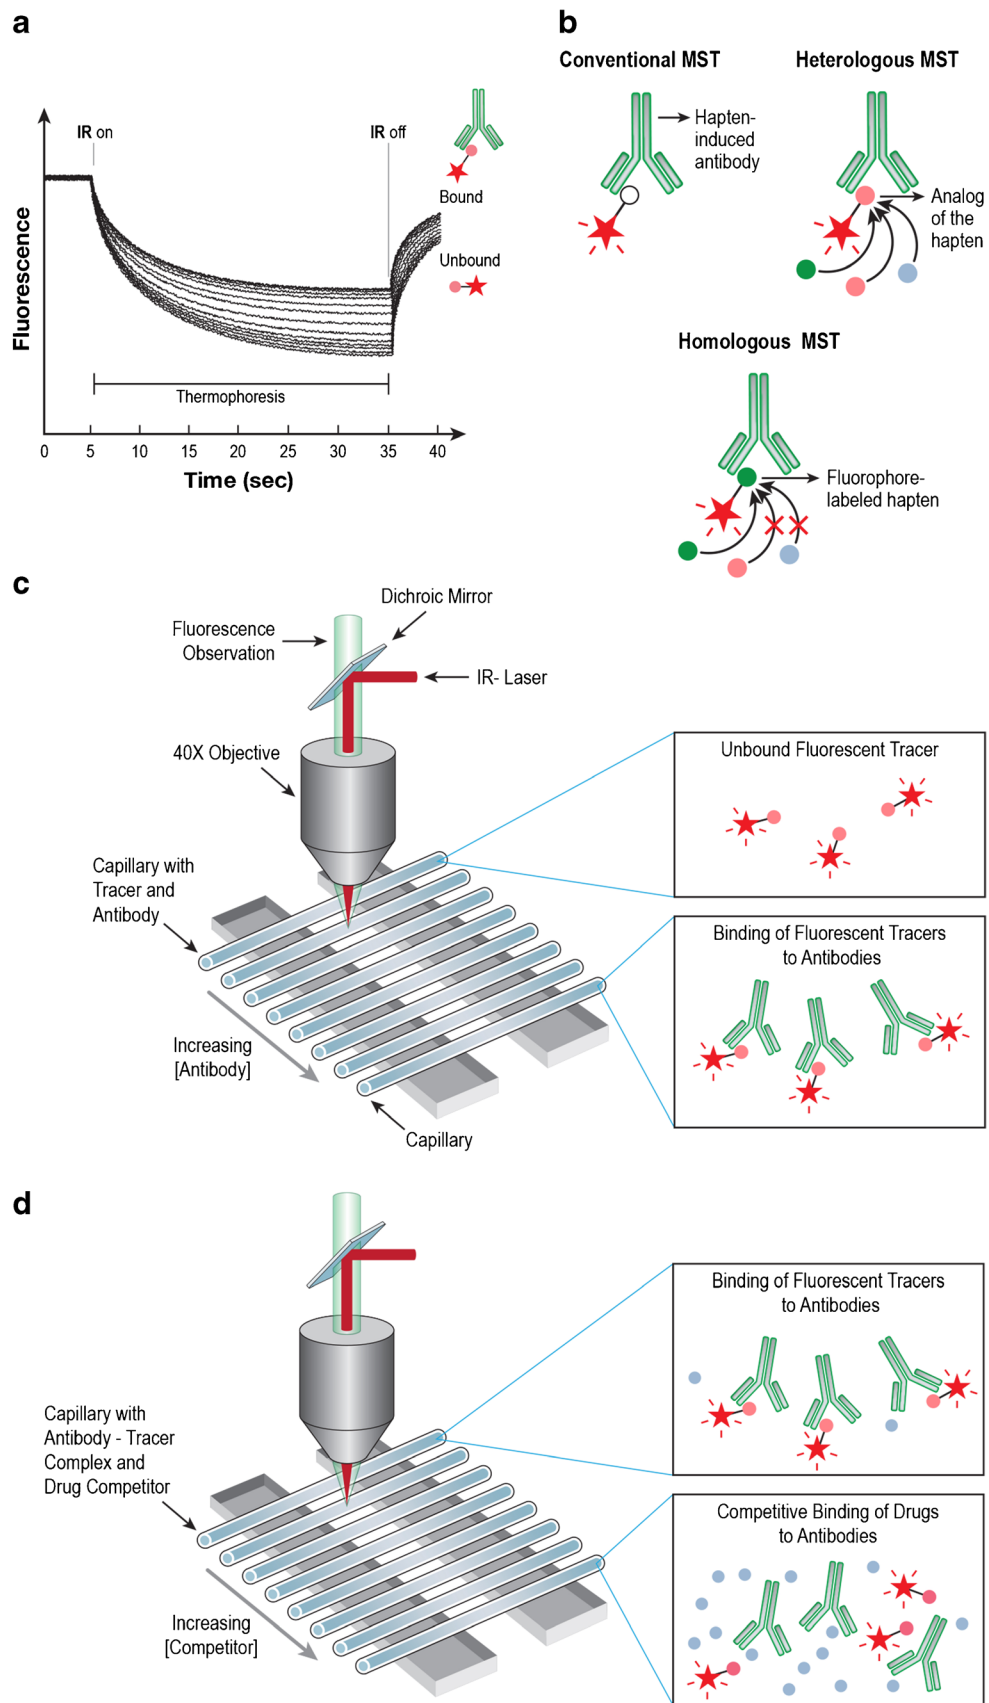 a
IR on
IR off
Bound
Unbound
Fluorescence
Thermophoresis
0 5 10 15 20 25 30 35 40
Time (sec)
b
Conventional MST
Hapten-
induced
antibody
Heterologous MST
Analog
of the
hapten
Homologous MST
Fluorophore-
labeled hapten
c
Dichroic Mirror
Fluorescence
Observation
IR- Laser
40X Objective
Capillary with
Tracer and
Antibody
Increasing
[Antibody]
Capillary
Unbound Fluorescent Tracer
Binding of Fluorescent Tracers
to Antibodies
d
Capillary with
Antibody - Tracer
Complex and
Drug Competitor
Increasing
[Competitor]
Binding of Fluorescent Tracers
to Antibodies
Competitive Binding of Drugs
to Antibodies